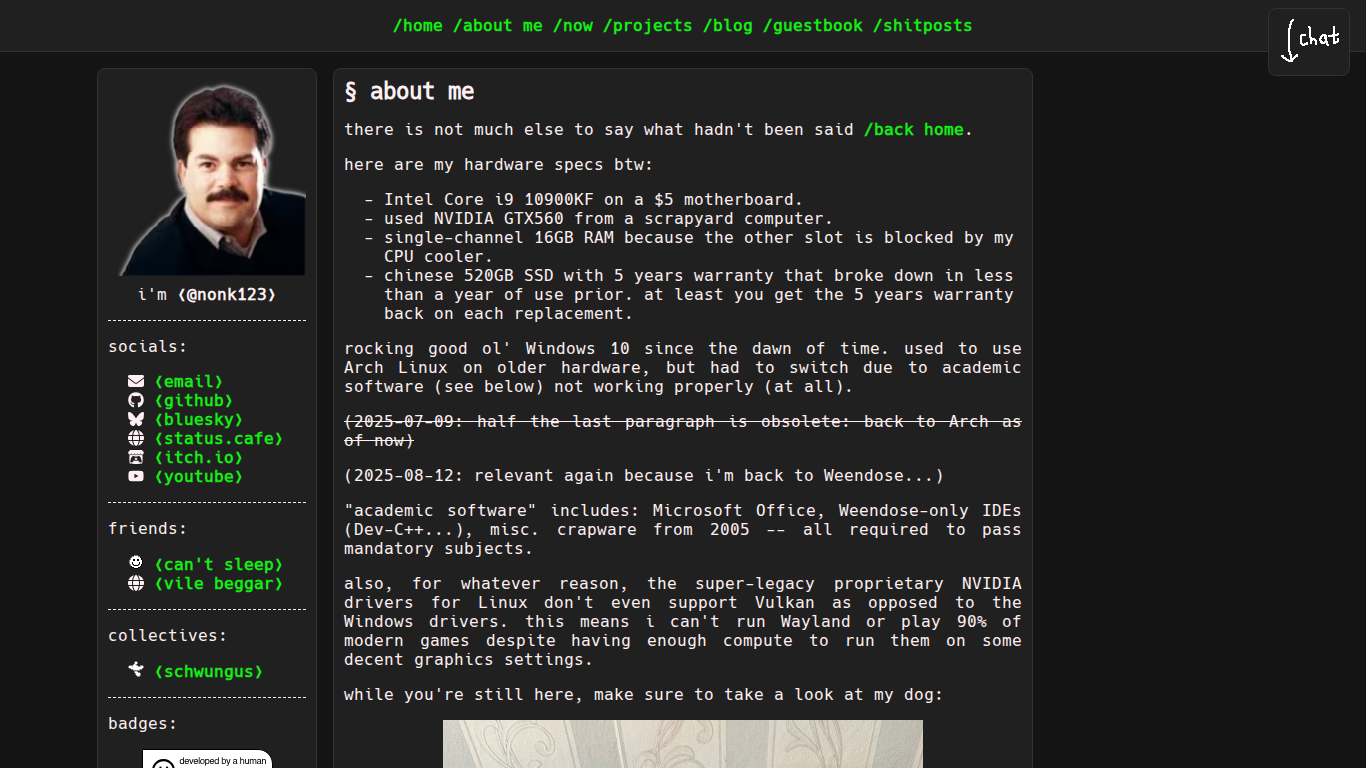 /home /about me /now /projects /blog /guestbook /shitposts
chat
i'm ⟨@nonk123⟩
socials:
⟨email⟩
⟨github⟩
⟨bluesky⟩
⟨status.cafe⟩
⟨itch.io⟩
⟨youtube⟩
friends:
⟨can't sleep⟩
⟨vile beggar⟩
collectives:
⟨schwungus⟩
badges:
developed by a human
§ about me
there is not much else to say what hadn't been said /back home.
here are my hardware specs btw:
- Intel Core i9 10900KF on a $5 motherboard.
- used NVIDIA GTX560 from a scrapyard computer.
- single-channel 16GB RAM because the other slot is blocked by my
CPU cooler.
- chinese 520GB SSD with 5 years warranty that broke down in less
than a year of use prior. at least you get the 5 years warranty
back on each replacement.
rocking good ol' Windows 10 since the dawn of time. used to use
Arch Linux on older hardware, but had to switch due to academic
software (see below) not working properly (at all).
(2025-07-09: half the last paragraph is obsolete: back to Arch as
of now)
(2025-08-12: relevant again because i'm back to Weendose...)
"academic software" includes: Microsoft Office, Weendose-only IDEs
(Dev-C++...), misc. crapware from 2005 -- all required to pass
mandatory subjects.
also, for whatever reason, the super-legacy proprietary NVIDIA
drivers for Linux don't even support Vulkan as opposed to the
Windows drivers. this means i can't run Wayland or play 90% of
modern games despite having enough compute to run them on some
decent graphics settings.
while you're still here, make sure to take a look at my dog: